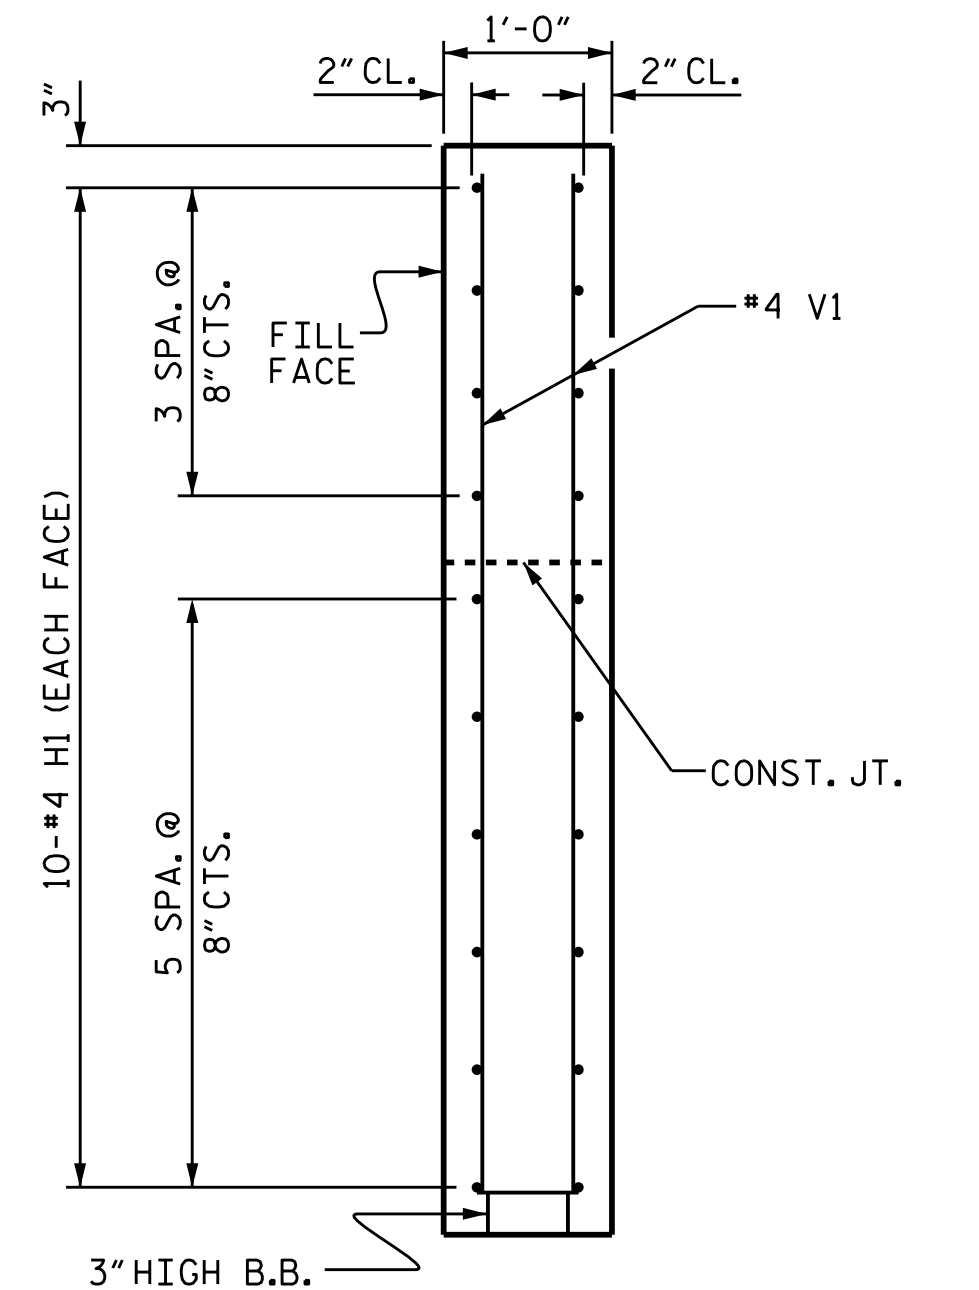 1'-0"
2" CL.
2" CL.
3"
3 SPA. @
8" CTS.
FILL
FACE
#4 V1
10-#4 H1 (EACH FACE)
CONST. JT.
5 SPA. @
8" CTS.
3" HIGH B.B.